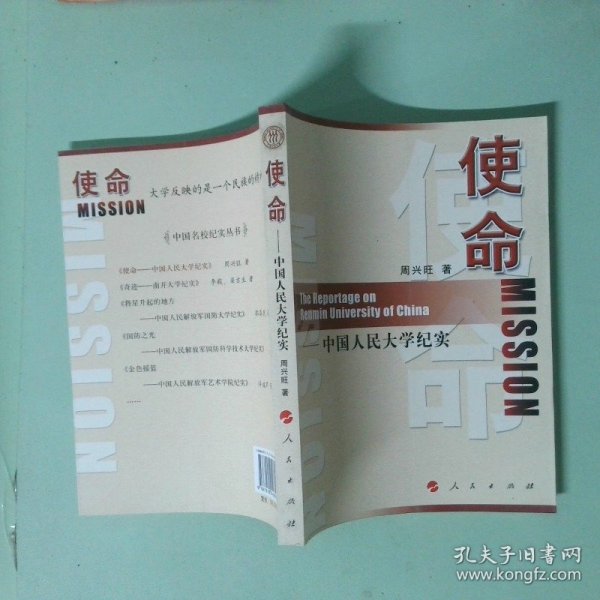 使命
MISSION
大学反映的是一个民族的
中国名校纪实丛书
《使命——中国人民大学纪实》 周兴旺 著
《奇迹——南开大学纪实》
《将星升起的地方
——中国人民解放军国防大学纪实》
《国防之光
——中国人民解放军国防科学技术大学纪实》
《金色摇篮
——中国人民解放军艺术学院纪实》
……
MISSION
使命——中国人民大学纪实
周兴旺 著
人民出版社
使命
MISSION
使命
周兴旺 著
The Reportage on
Renmin University of China
中国人民大学纪实
人民出版社
孔夫子旧书网
www.kongfz.com